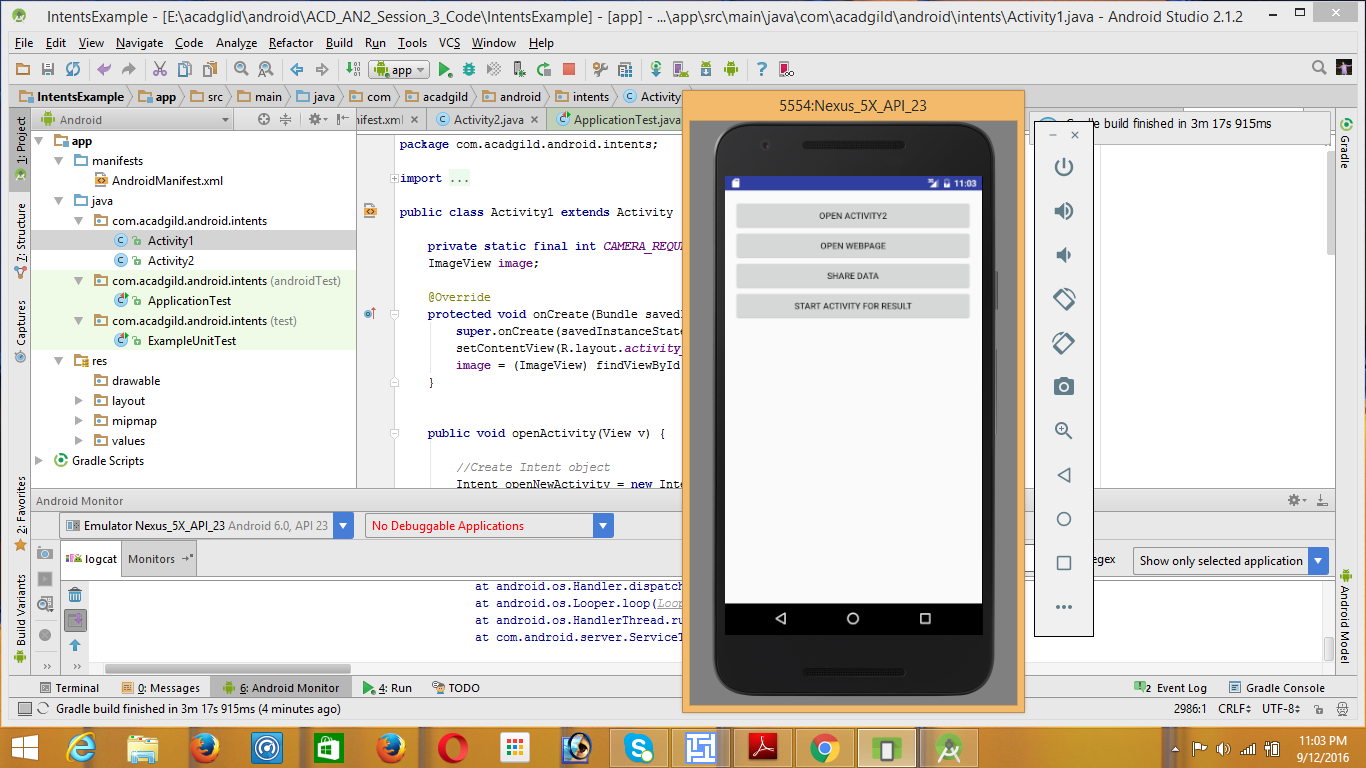 IntentsExample - [E:\acadglid\android\ACD_AN2_Session_3_Code\IntentsExample] - [app] - ...\app\src\main\java\com\acadgild\android\intents\Activity1.java - Android Studio 2.1.2
File Edit View Navigate Code Analyze Refactor Build Run Tools VCS Window Help
app
IntentsExample app src main java com acadgild android intents Activity
Android
nifest.xml Activity2.java ApplicationTest.java
1: Project
7: Structure
Captures
2: Favorites
Build Variants
app
manifests
AndroidManifest.xml
java
com.acadgild.android.intents
Activity1
Activity2
com.acadgild.android.intents (androidTest)
ApplicationTest
com.acadgild.android.intents (test)
ExampleUnitTest
res
drawable
layout
mipmap
values
Gradle Scripts
package com.acadgild.android.intents;
import ...
public class Activity1 extends Activity
private static final int CAMERA_REQU
ImageView image;
@Override
protected void onCreate(Bundle savedI
super.onCreate(savedInstanceState
setContentView(R.layout.activity_
image = (ImageView) findViewById
}
public void openActivity(View v) {
//Create Intent object
Intent openNewActivity = new Inte
5554:Nexus_5X_API_23
11:03
OPEN ACTIVITY2
OPEN WEBPAGE
SHARE DATA
START ACTIVITY FOR RESULT
build finished in 3m 17s 915ms
Gradle
Android Model
Android Monitor
Emulator Nexus_5X_API_23 Android 6.0, API 23
No Debuggable Applications
logcat Monitors
egex
Show only selected application
at android.os.Handler.dispatch
at android.os.Looper.loop(Loop
at android.os.HandlerThread.ru
at com.android.server.ServiceT
Terminal 0: Messages 6: Android Monitor 4: Run TODO
2 Event Log Gradle Console
Gradle build finished in 3m 17s 915ms (4 minutes ago)
2986:1 CRLF UTF-8
11:03 PM
9/12/2016